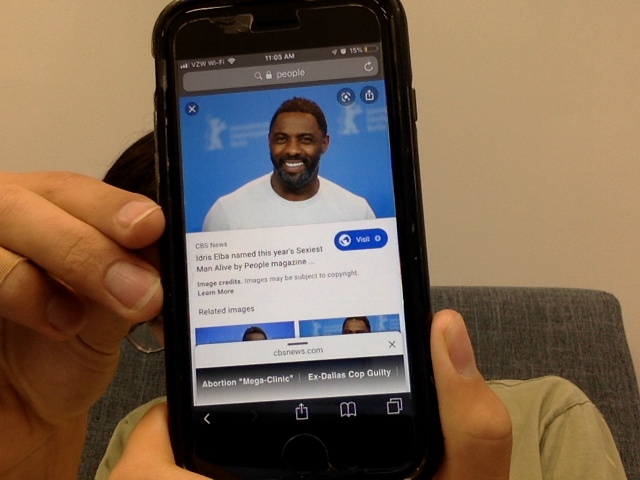 VZW Wi-Fi 11:03 AM 15%
people
CBS News
Visit
Idris Elba named this year's Sexiest
Man Alive by People magazine ...
Image credits. Images may be subject to copyright.
Learn More
Related images
cbsnews.com
Abortion "Mega-Clinic" Ex-Dallas Cop Guilty